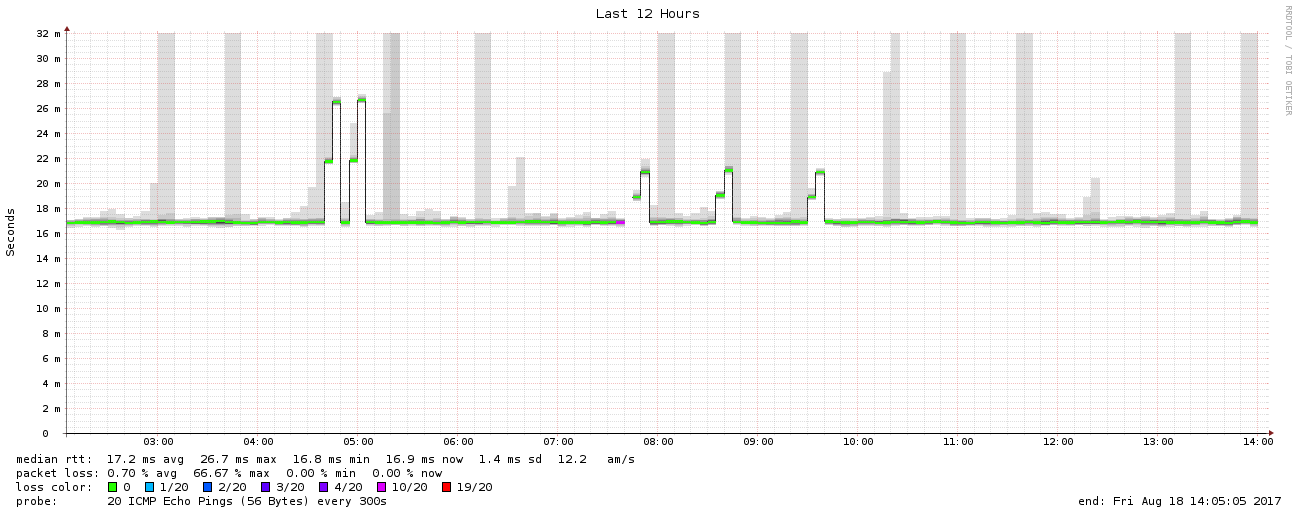 Last 12 Hours
RRDTOOL / TOBI OETIKER
Seconds
32 m
30 m
28 m
26 m
24 m
22 m
20 m
18 m
16 m
14 m
12 m
10 m
8 m
6 m
4 m
2 m
0
03:00 04:00 05:00 06:00 07:00 08:00 09:00 10:00 11:00 12:00 13:00 14:00
median rtt: 17.2 ms avg 26.7 ms max 16.8 ms min 16.9 ms now 1.4 ms sd 12.2 am/s
packet loss: 0.70 % avg 66.67 % max 0.00 % min 0.00 % now
loss color: 0 1/20 2/20 3/20 4/20 10/20 19/20
probe: 20 ICMP Echo Pings (56 Bytes) every 300s end: Fri Aug 18 14:05:05 2017